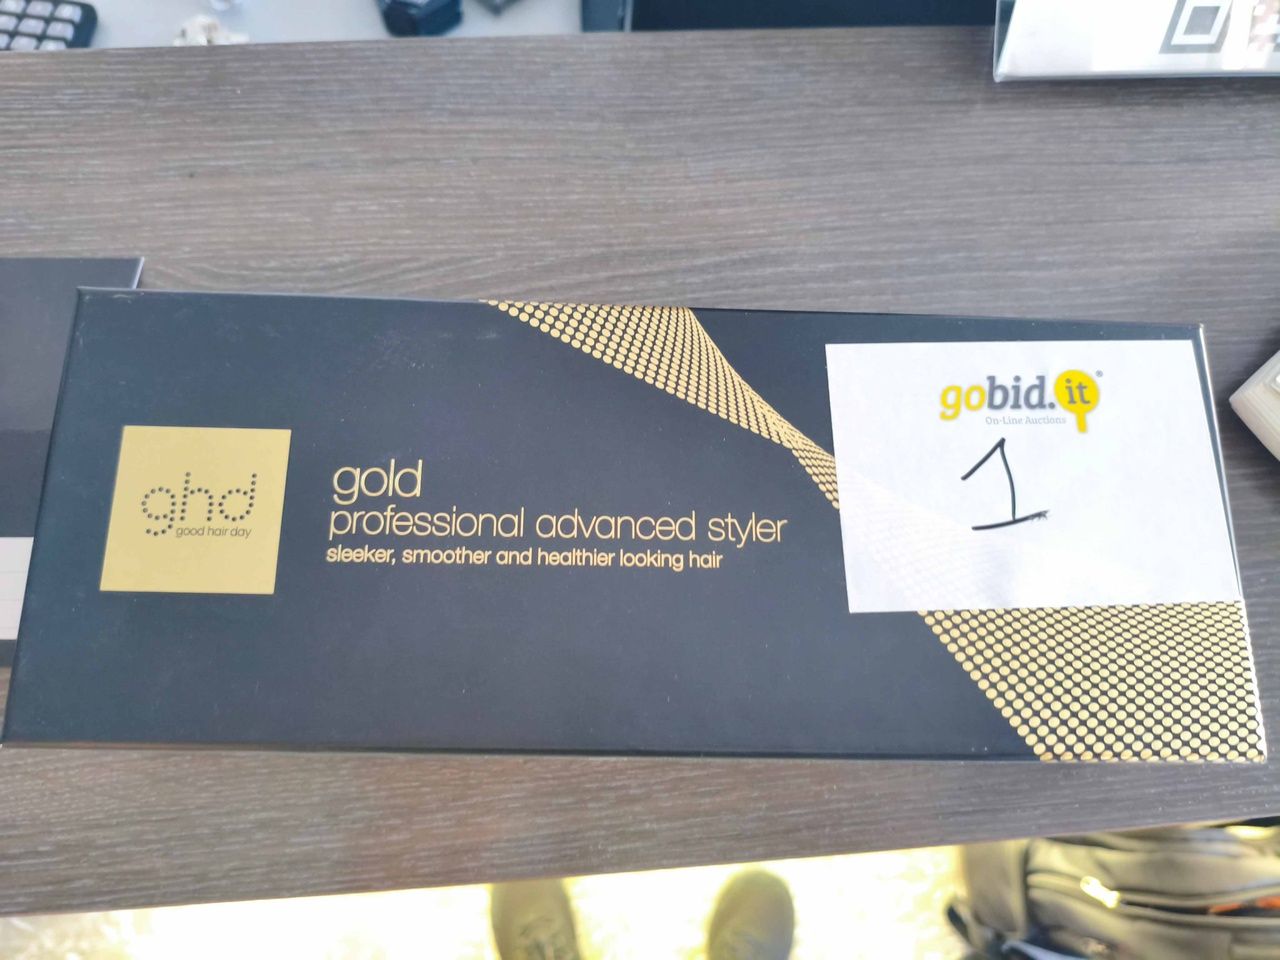 ghd
good hair day
gold
professional advanced styler
sleeker, smoother and healthier looking hair
gobid.it®
On-Line Auctions
1